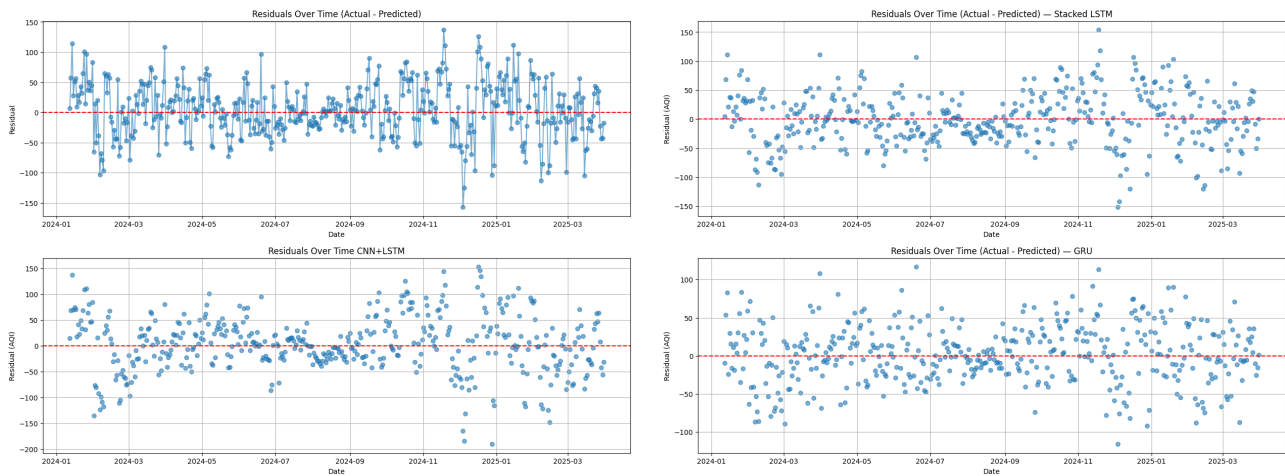 Residuals Over Time (Actual - Predicted)
150
100
50
0
−50
−100
−150
Residual
2024-01 2024-03 2024-05 2024-07 2024-09 2024-11 2025-01 2025-03
Date
Residuals Over Time (Actual - Predicted) — Stacked LSTM
150
100
50
0
−50
−100
−150
Residual (AQI)
2024-01 2024-03 2024-05 2024-07 2024-09 2024-11 2025-01 2025-03
Date
Residuals Over Time CNN+LSTM
150
100
50
0
−50
−100
−150
−200
Residual (AQI)
2024-01 2024-03 2024-05 2024-07 2024-09 2024-11 2025-01 2025-03
Date
Residuals Over Time (Actual - Predicted) — GRU
100
50
0
−50
−100
Residual (AQI)
2024-01 2024-03 2024-05 2024-07 2024-09 2024-11 2025-01 2025-03
Date